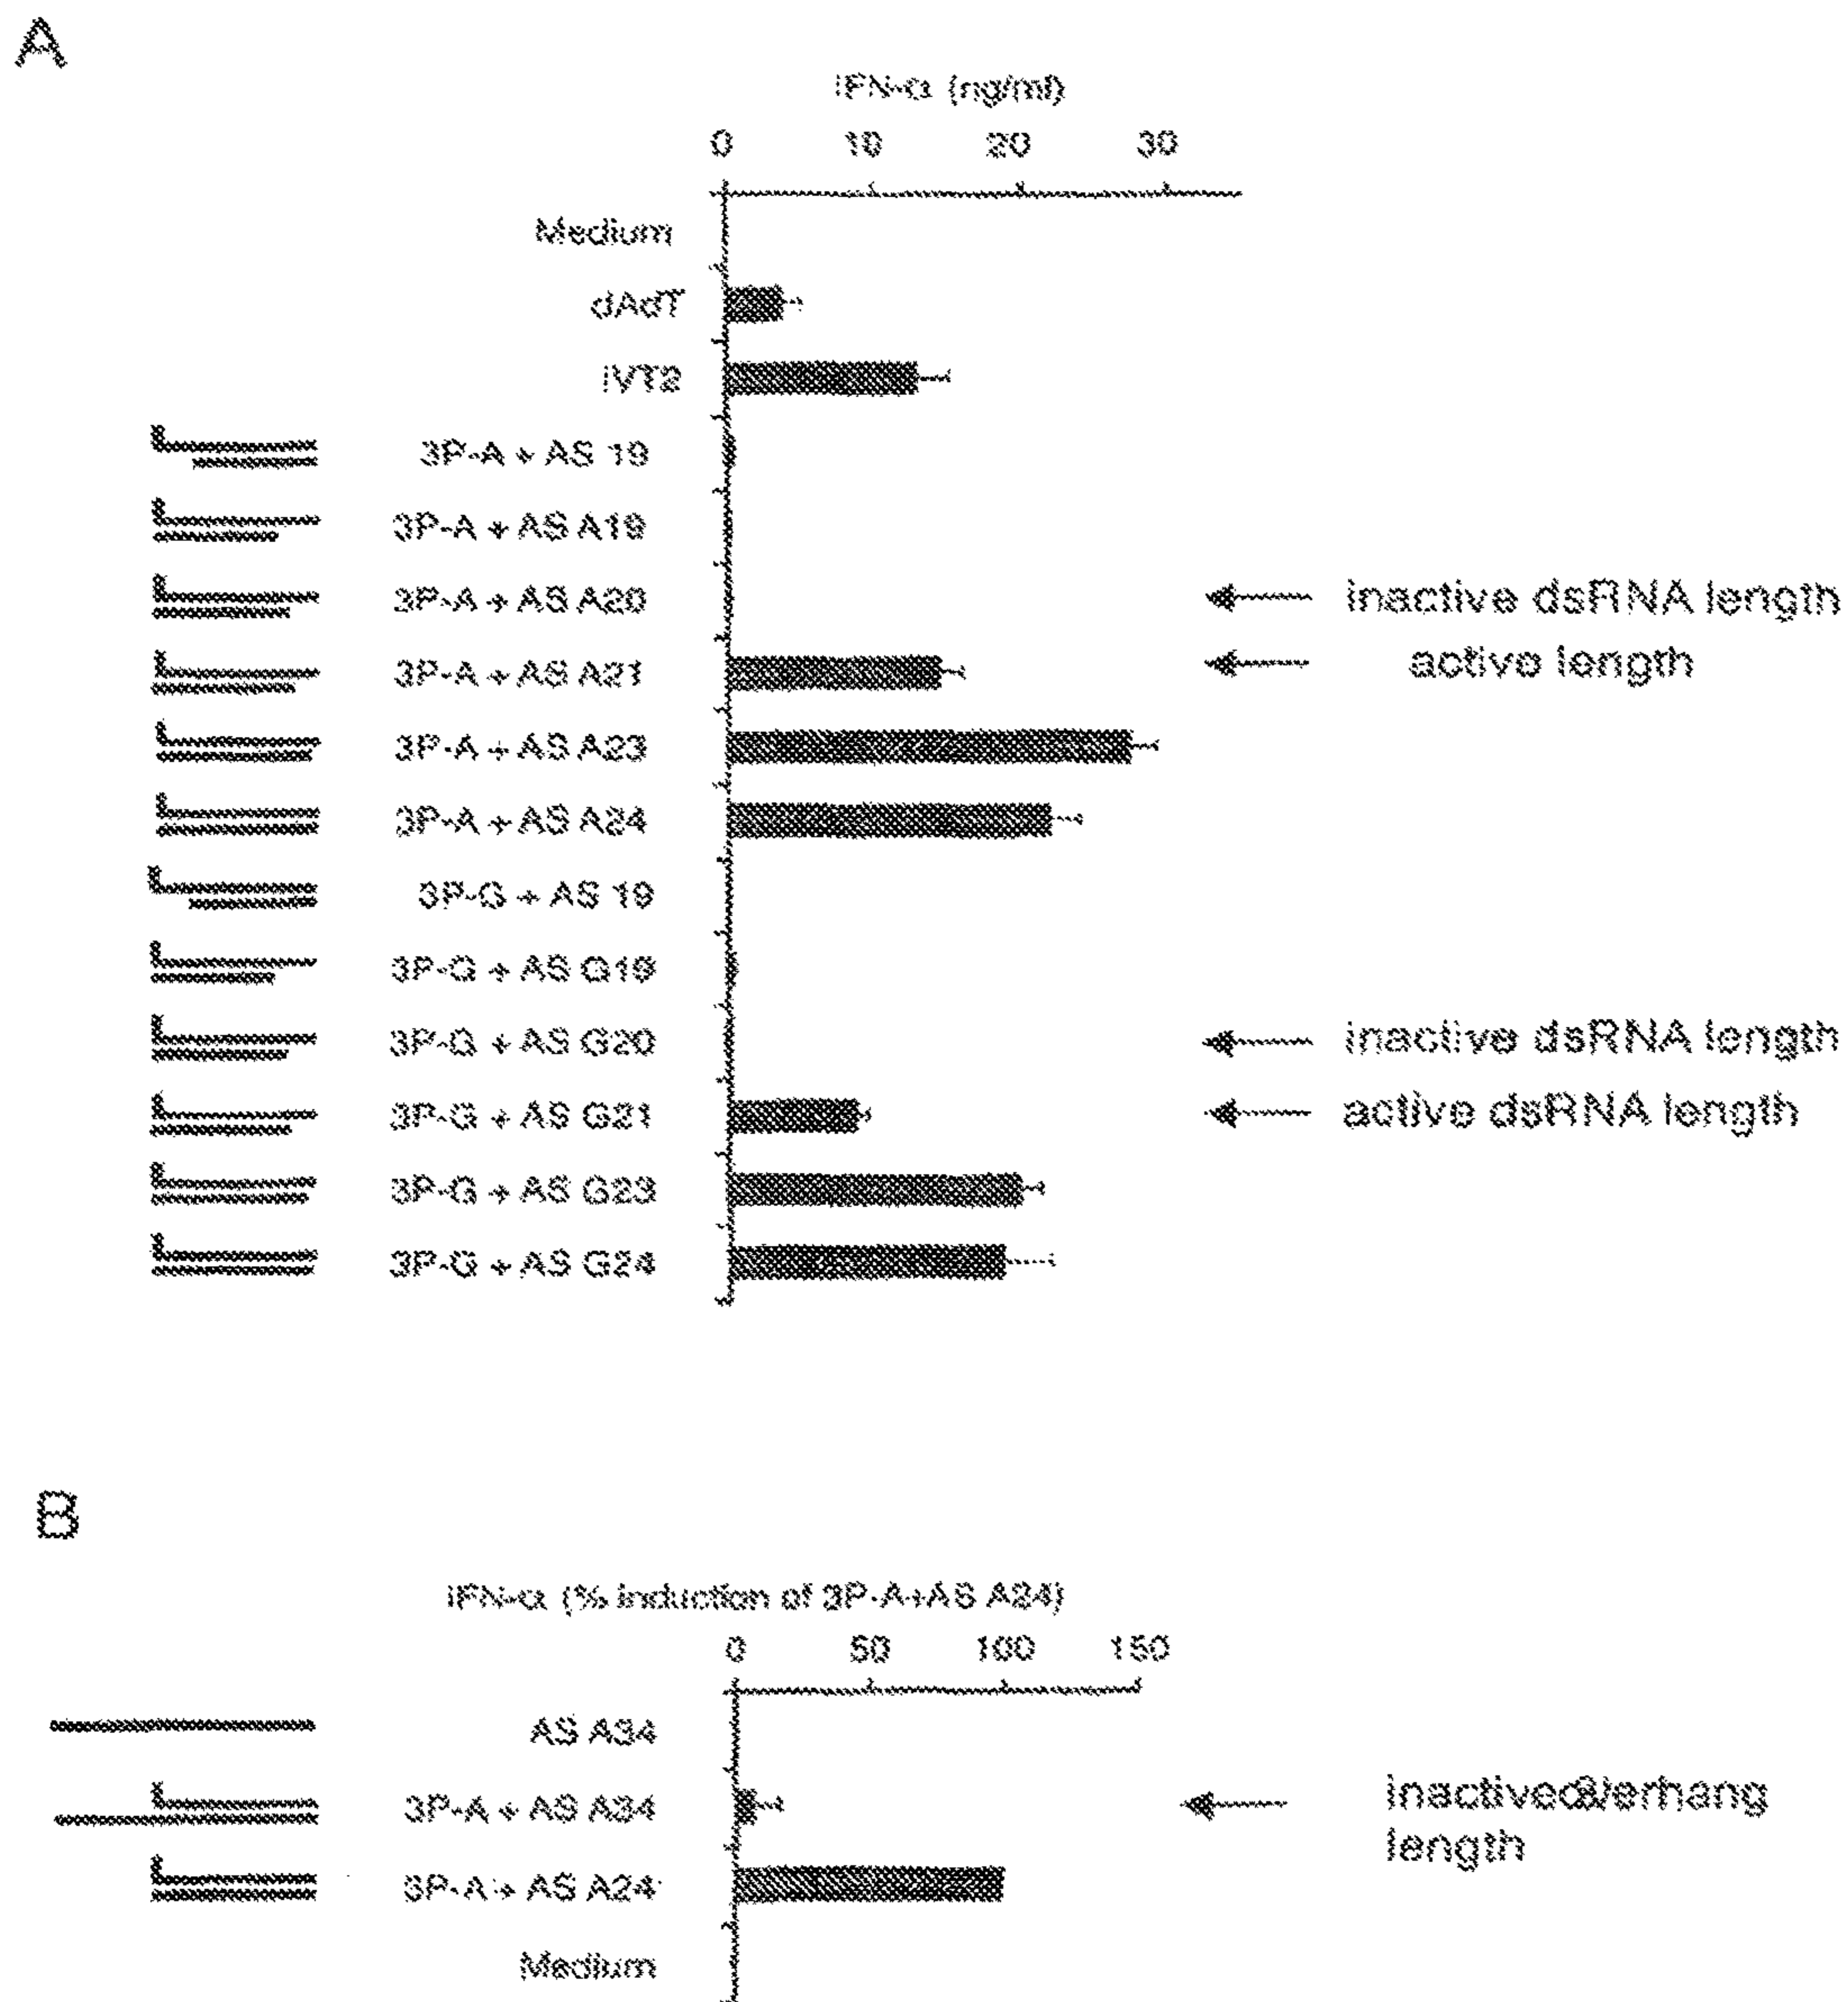 A
IFN-α (ng/ml)
0 10 20 30
Medium
dAdT
IVT2
3P-A + AS 19
3P-A + AS A19
3P-A + AS A20 inactive dsRNA length
3P-A + AS A21 active length
3P-A + AS A23
3P-A + AS A24
3P-G + AS 19
3P-G + AS G19
3P-G + AS G20 inactive dsRNA length
3P-G + AS G21 active dsRNA length
3P-G + AS G23
3P-G + AS G24
B
IFN-α (% induction of 3P-A+AS A24)
0 50 100 150
AS A34
3P-A + AS A34
length
3P-A + AS A24
Medium